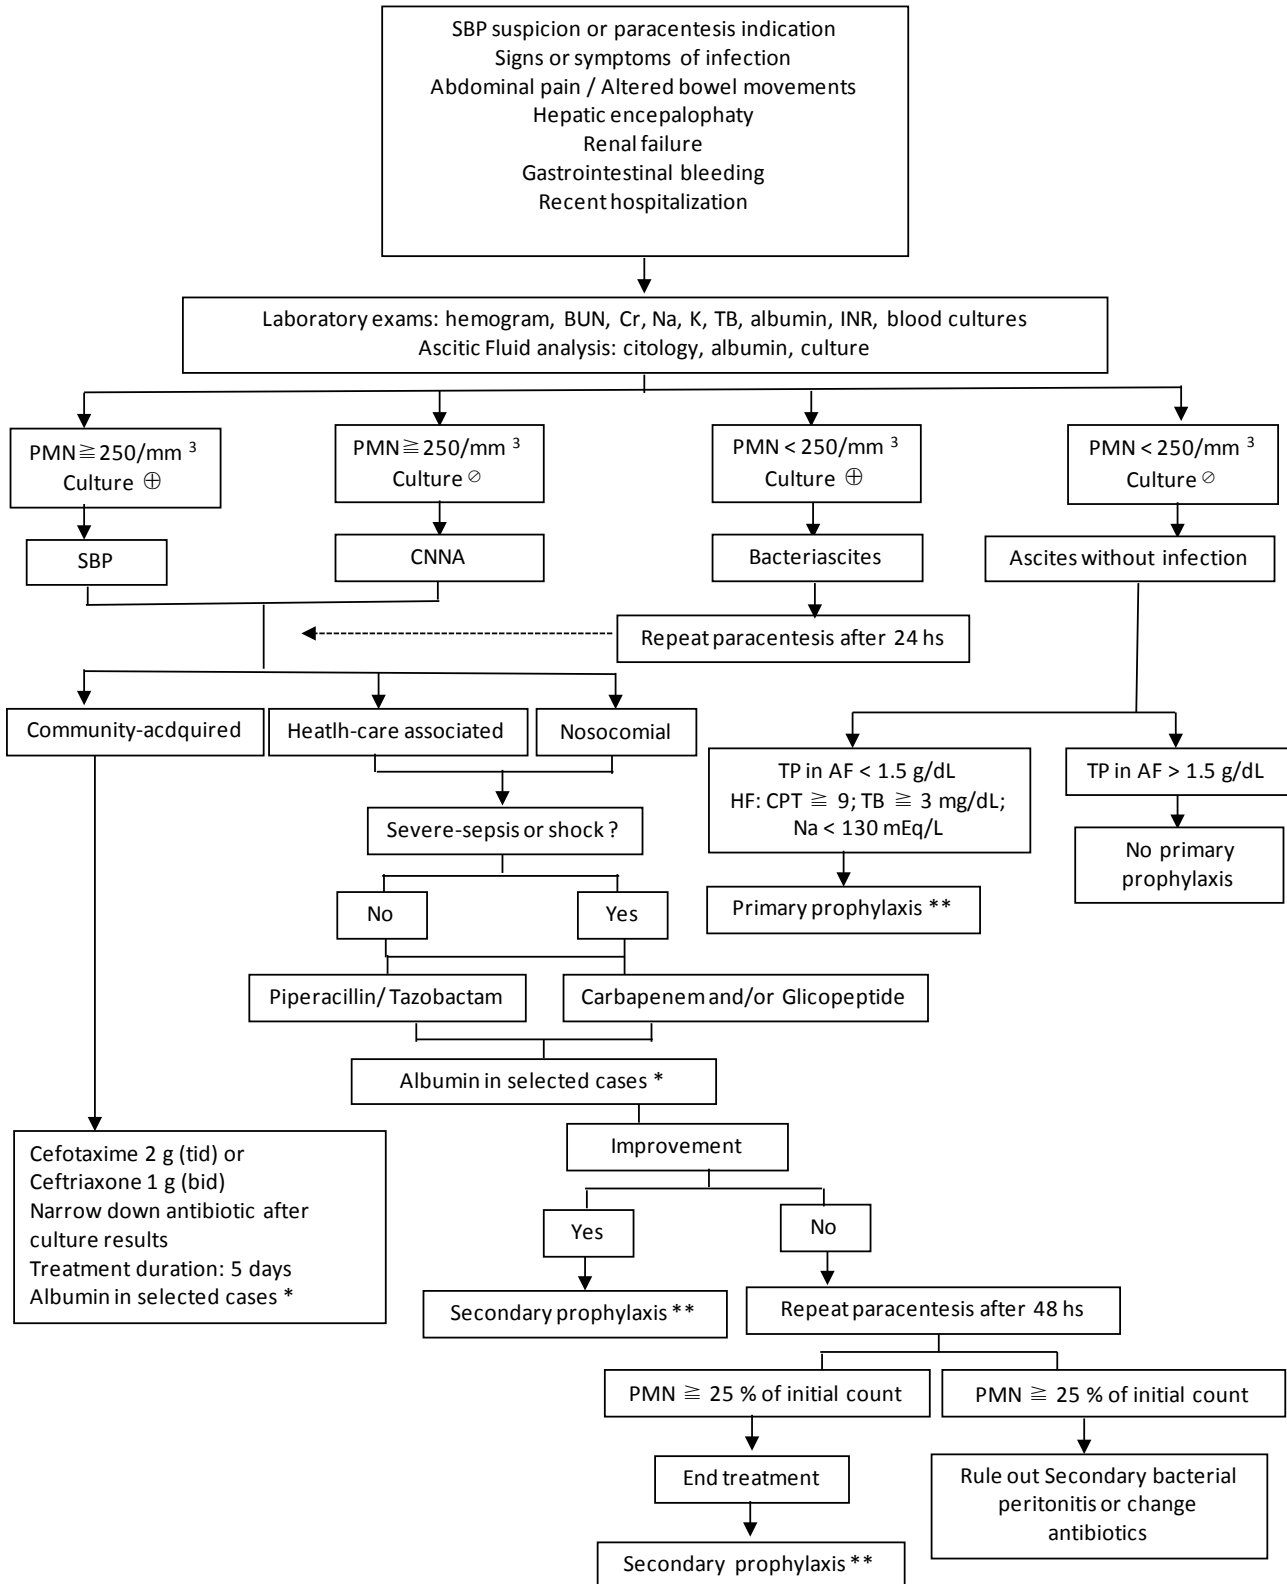 SBP suspicion or paracentesis indication
Signs or symptoms of infection
Abdominal pain / Altered bowel movements
Hepatic encepalophaty
Renal failure
Gastrointestinal bleeding
Recent hospitalization
Laboratory exams: hemogram, BUN, Cr, Na, K, TB, albumin, INR, blood cultures
Ascitic Fluid analysis: citology, albumin, culture
PMN ≧ 250/mm ³
Culture ⊕
PMN ≧ 250/mm ³
Culture ⊘
PMN < 250/mm ³
Culture ⊕
PMN < 250/mm ³
Culture ⊘
SBP
CNNA
Bacteriascites
Ascites without infection
Repeat paracentesis after 24 hs
Community-acdquired
Heatlh-care associated
Nosocomial
TP in AF < 1.5 g/dL
HF: CPT ≧ 9; TB ≧ 3 mg/dL;
Na < 130 mEq/L
TP in AF > 1.5 g/dL
Severe-sepsis or shock ?
No primary
prophylaxis
No
Yes
Primary prophylaxis **
Piperacillin/ Tazobactam
Carbapenem and/or Glicopeptide
Albumin in selected cases *
Improvement
Cefotaxime 2 g (tid) or
Ceftriaxone 1 g (bid)
Narrow down antibiotic after
culture results
Treatment duration: 5 days
Albumin in selected cases *
Yes
No
Secondary prophylaxis **
Repeat paracentesis after 48 hs
PMN ≧ 25 % of initial count
PMN ≧ 25 % of initial count
End treatment
Rule out Secondary bacterial
peritonitis or change
antibiotics
Secondary prophylaxis **